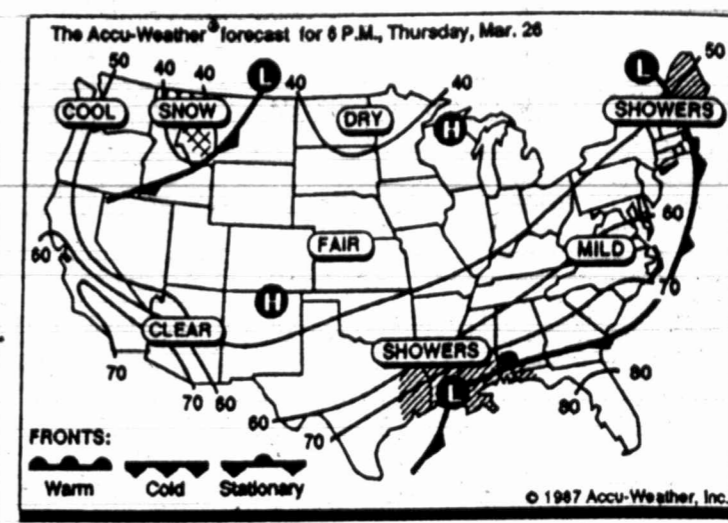 The Accu-Weather® forecast for 6 P.M., Thursday, Mar. 26
50 40 40 L 40 40 L 50
COOL SNOW DRY H SHOWERS
60 FAIR MILD 60
H 70
CLEAR SHOWERS
70 70 60 60 70 L 80 80
FRONTS:
Warm Cold Stationary
© 1987 Accu-Weather, Inc.